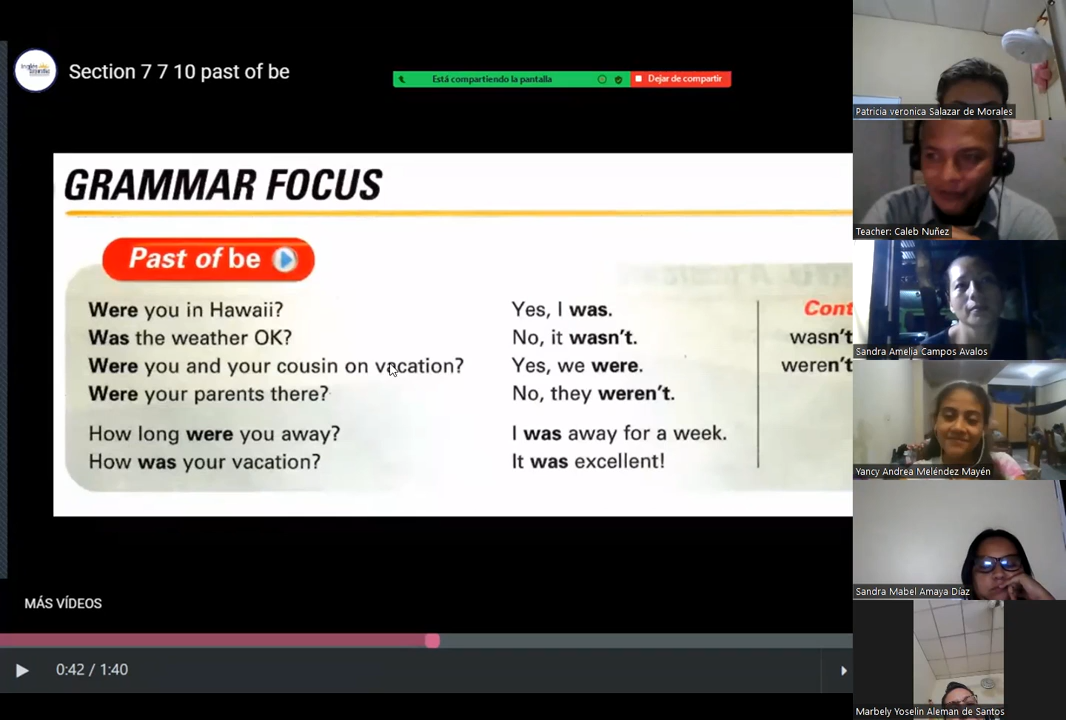 Section 7 7 10 past of be
Está compartiendo la pantalla
Dejar de compartir
GRAMMAR FOCUS
Past of be
Were you in Hawaii?
Yes, I was.
Was the weather OK?
No, it wasn't.
Were you and your cousin on vacation?
Yes, we were.
Were your parents there?
No, they weren't.
How long were you away?
I was away for a week.
How was your vacation?
It was excellent!
Cont
wasn't
weren't
MÁS VÍDEOS
0:42 / 1:40
Patricia veronica Salazar de Morales
Teacher: Caleb Nuñez
Sandra Amelia Campos Avalos
Yancy Andrea Meléndez Mayén
Sandra Mabel Amaya Díaz
Marbely Yoselin Aleman de Santos